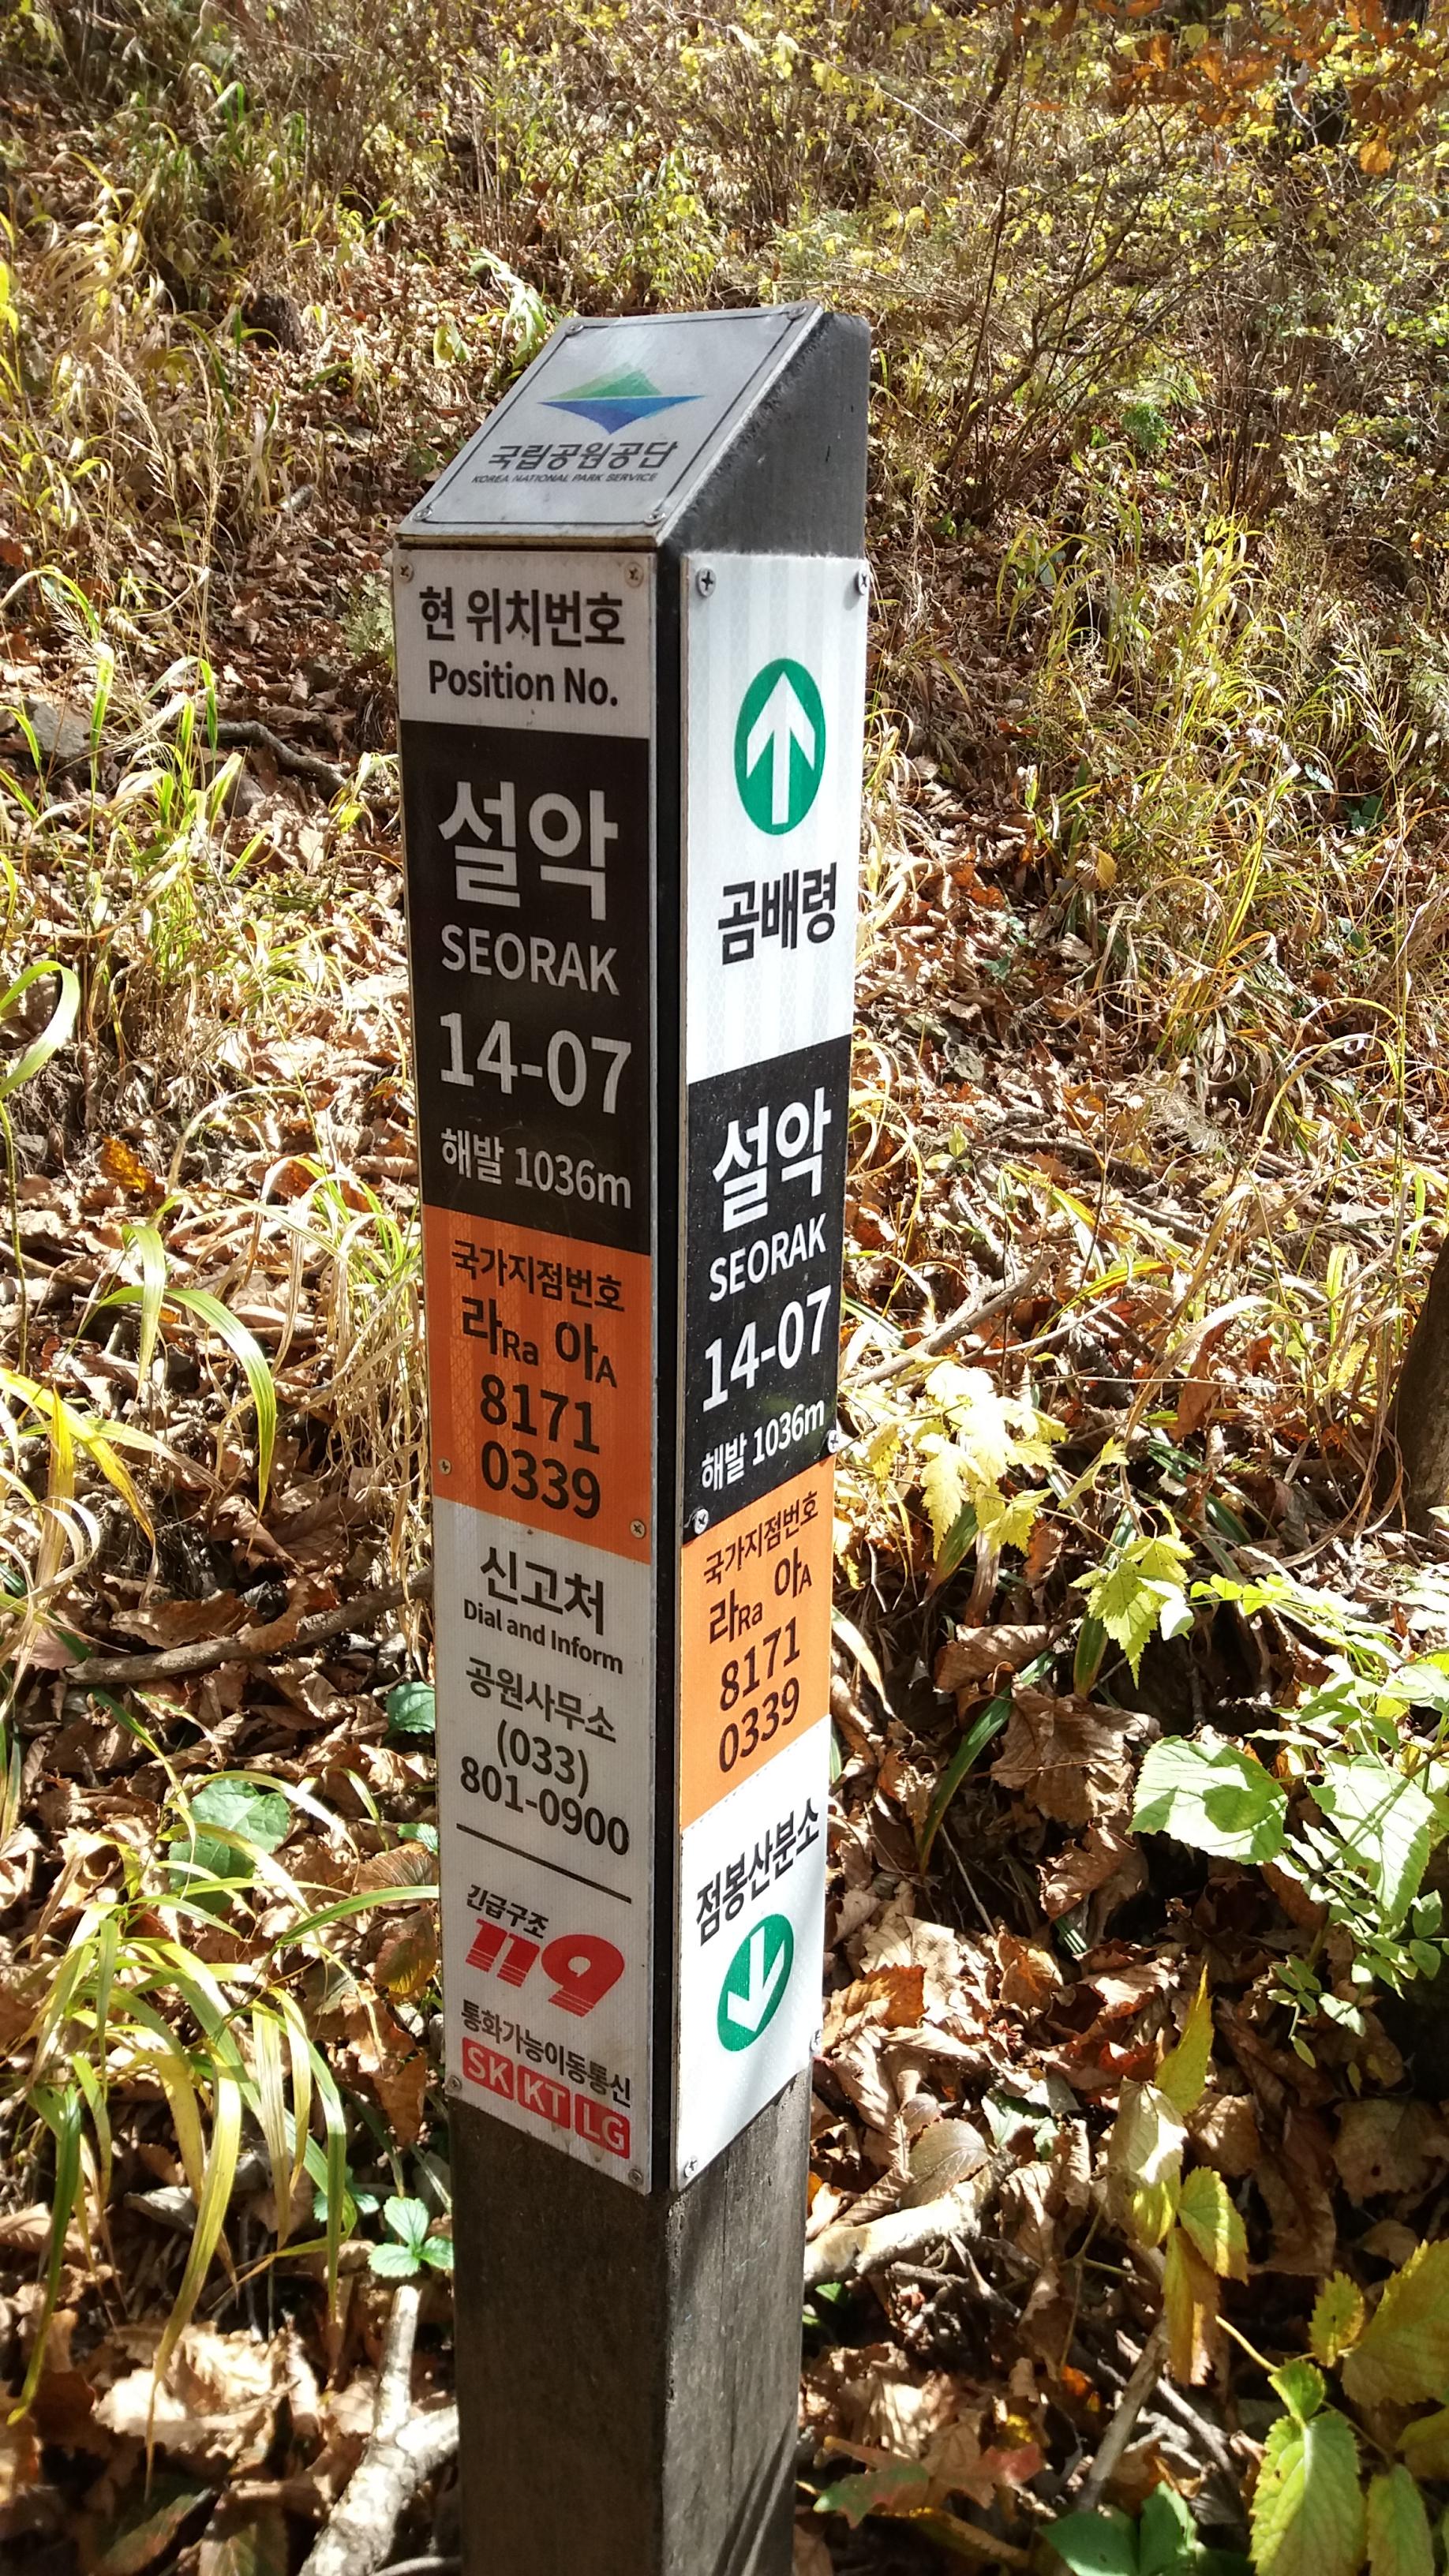 국립공원공단
KOREA NATIONAL PARK SERVICE
현 위치번호
Position No.
설악
SEORAK
14-07
해발 1036m
국가지점번호
라Ra 아A
8171
0339
신고처
Dial and Inform
공원사무소
(033)
801-0900
긴급구조
119
통화가능이동통신
SK KT LG
곰배령
설악
SEORAK
14-07
해발 1036m
국가지점번호
라Ra 아A
8171
0339
점봉산분소